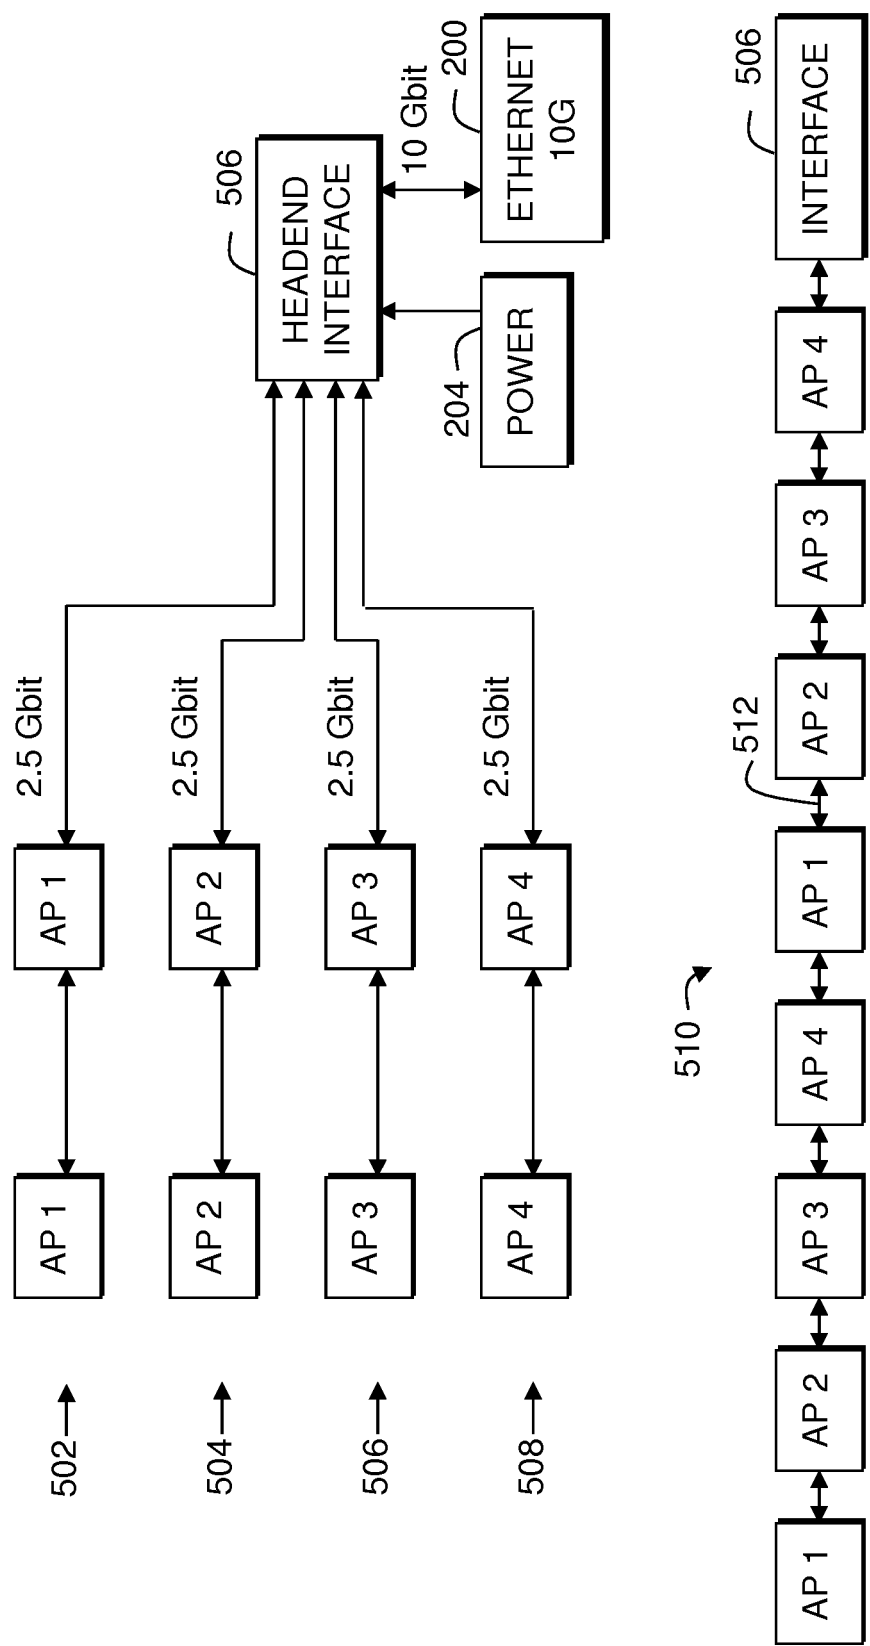 502
AP 1
AP 1
2.5 Gbit
504
AP 2
AP 2
2.5 Gbit
506
AP 3
AP 3
2.5 Gbit
508
AP 4
AP 4
2.5 Gbit
506
HEADEND
INTERFACE
10 Gbit
204
POWER
200
ETHERNET
10G
510
512
506
AP 1
AP 2
AP 3
AP 4
AP 1
AP 2
AP 3
AP 4
INTERFACE